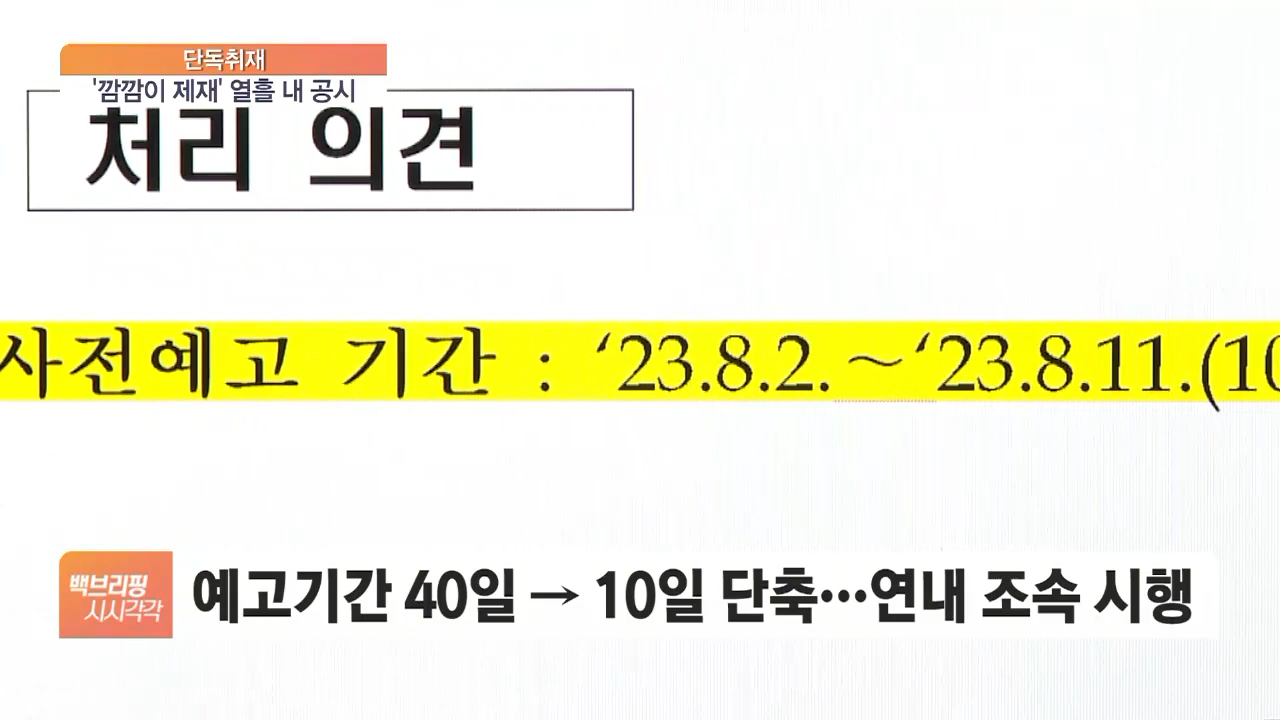 단독취재
'깜깜이 제재' 열흘 내 공시
처리 의견
사전예고 기간 : ‘23.8.2.～‘23.8.11.(10
백브리핑
시시각각
예고기간 40일 → 10일 단축…연내 조속 시행